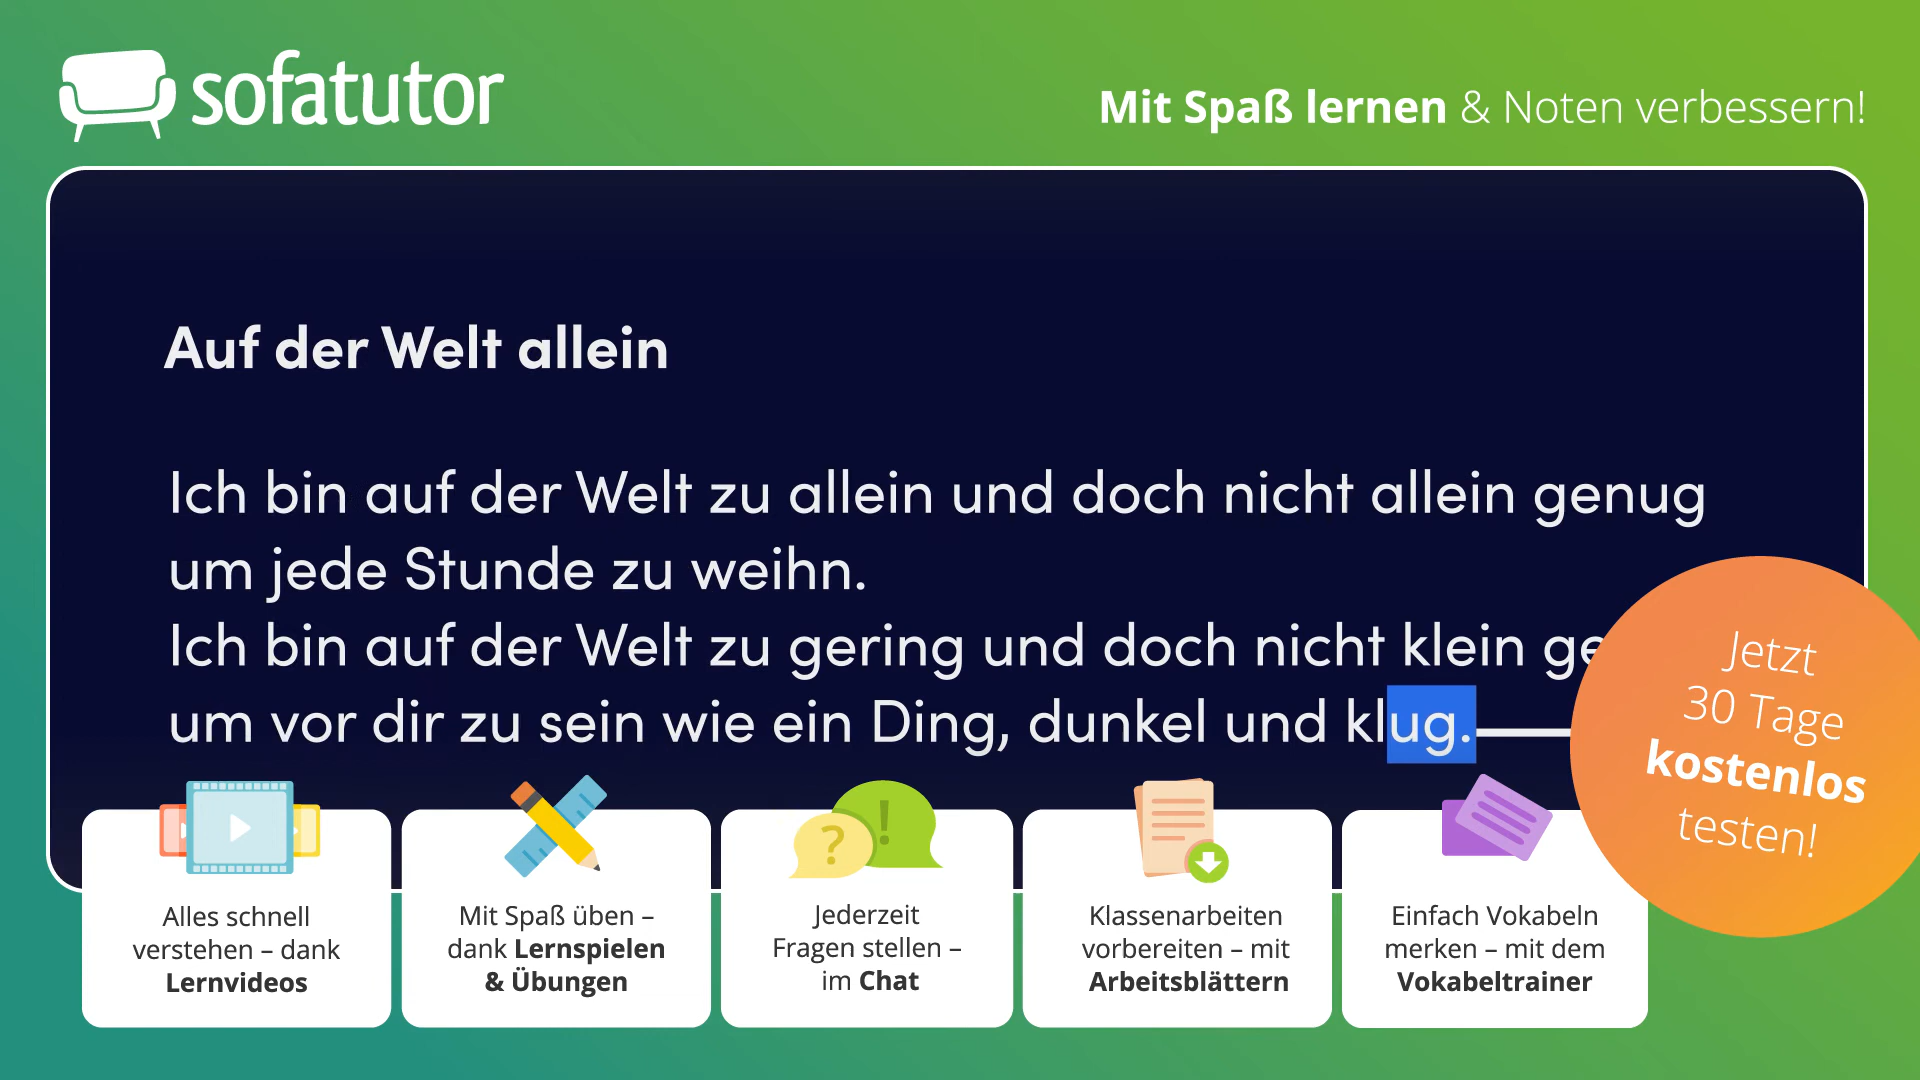 sofatutor
Mit Spaß lernen & Noten verbessern!
Auf der Welt allein
Ich bin auf der Welt zu allein und doch nicht allein genug
um jede Stunde zu weihn.
Ich bin auf der Welt zu gering und doch nicht klein
um vor dir zu sein wie ein Ding, dunkel und klug.
Jetzt
30 Tage
kostenlos
testen!
Alles schnell
verstehen – dank
Lernvideos
Mit Spaß üben –
dank Lernspielen
& Übungen
?
!
Jederzeit
Fragen stellen –
im Chat
Klassenarbeiten
vorbereiten – mit
Arbeitsblättern
Einfach Vokabeln
merken – mit dem
Vokabeltrainer